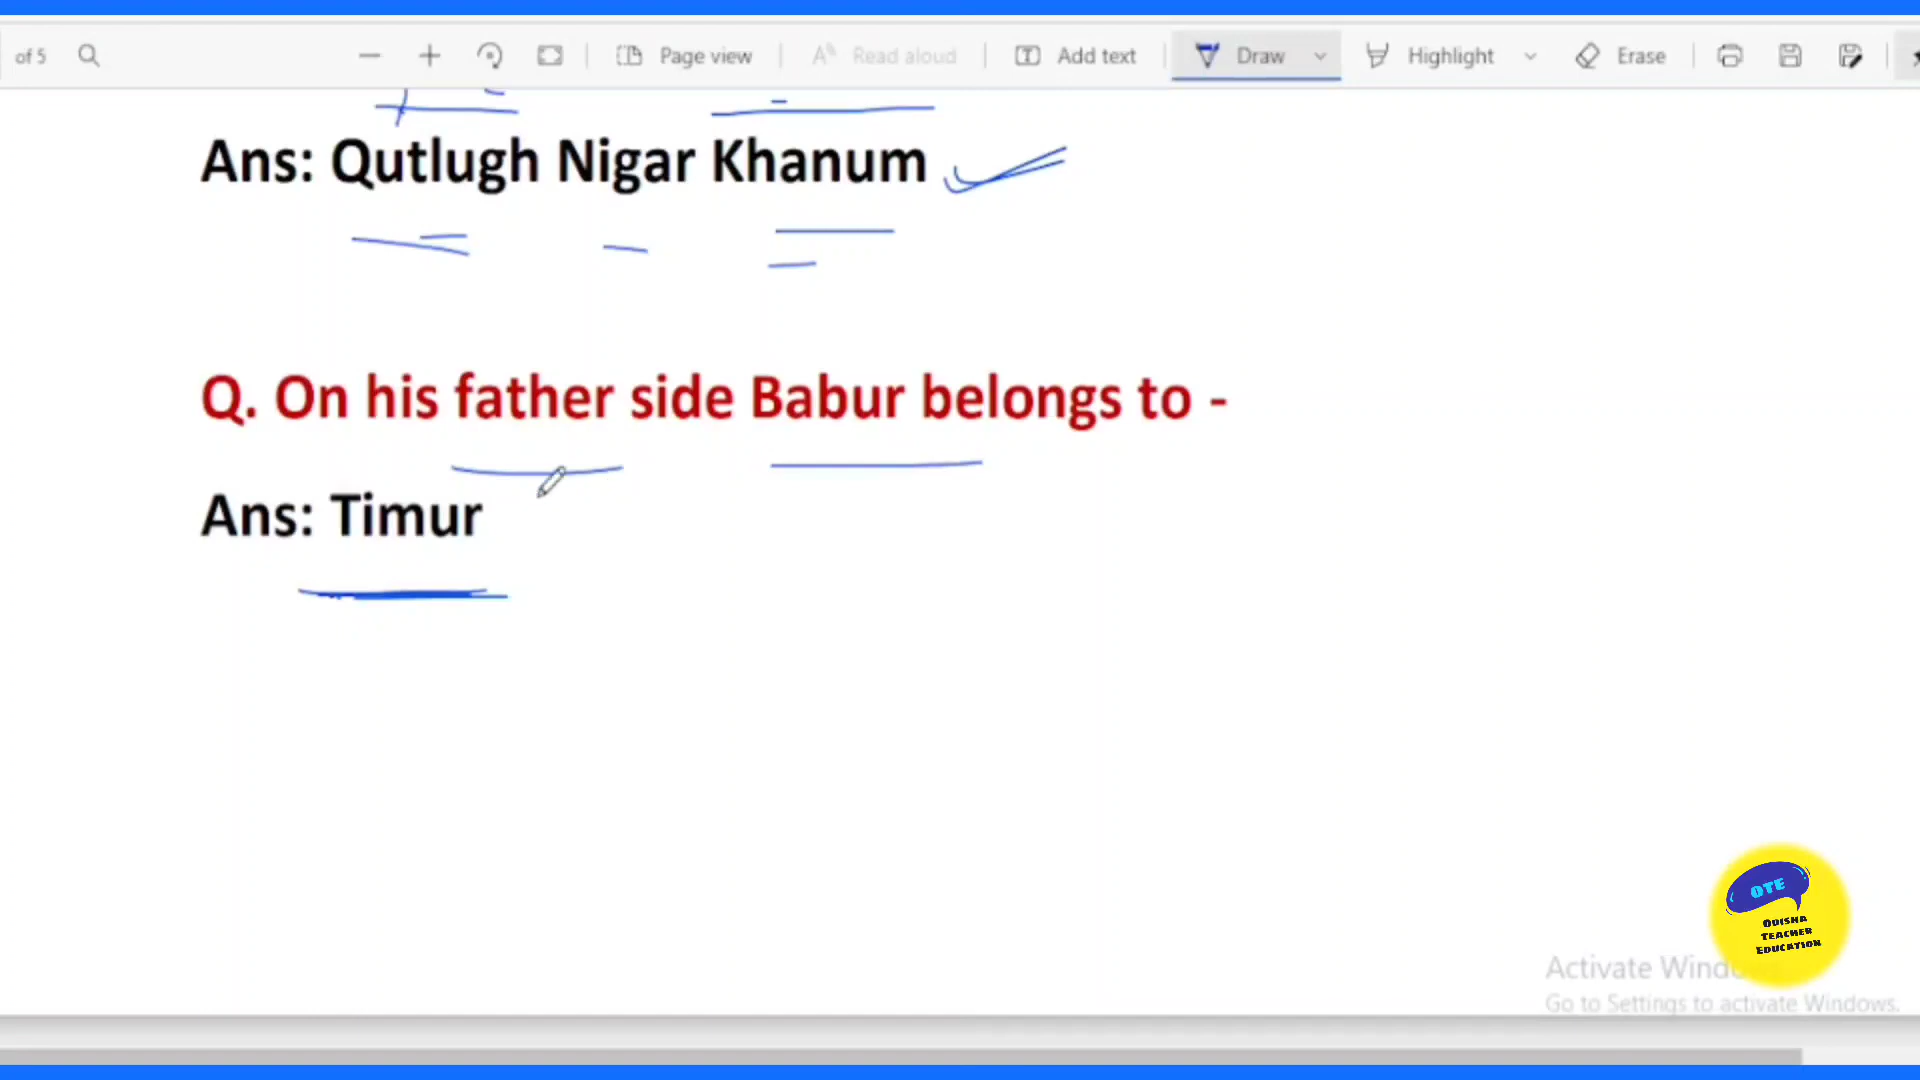 of 5
Page view
Read aloud
Add text
Draw
Highlight
Erase
Ans: Qutlugh Nigar Khanum
Q. On his father side Babur belongs to -
Ans: Timur
OTE
ODISHA
TEACHER
EDUCATION
Activate
Go to Settings to activate Windows.